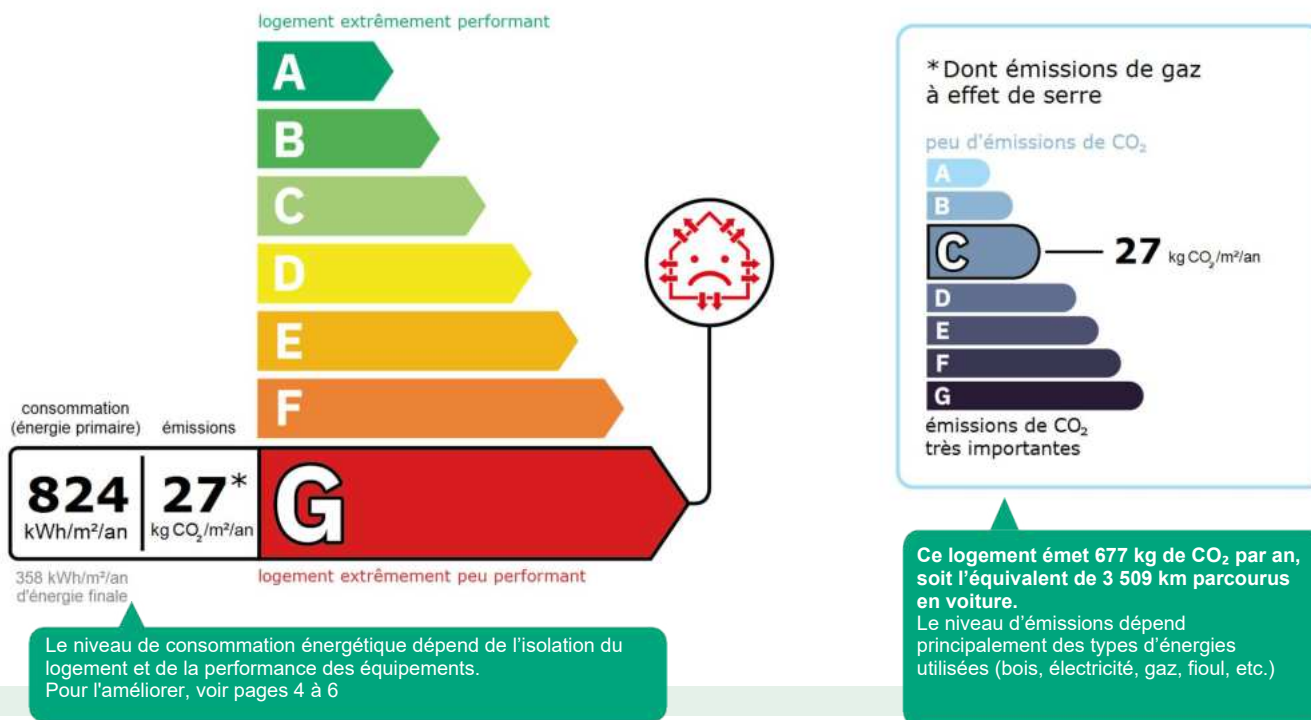 logement extrêmement performant
A
B
C
D
E
F
consommation
(énergie primaire)
émissions
824
kWh/m²/an
27*
kg CO₂/m²/an
G
358 kWh/m²/an
d'énergie finale
logement extrêmement peu performant
Le niveau de consommation énergétique dépend de l'isolation du
logement et de la performance des équipements.
Pour l'améliorer, voir pages 4 à 6
*Dont émissions de gaz
à effet de serre
peu d'émissions de CO₂
A
B
C
27 kg CO₂/m²/an
D
E
F
G
émissions de CO₂
très importantes
Ce logement émet 677 kg de CO₂ par an,
soit l'équivalent de 3 509 km parcourus
en voiture.
Le niveau d'émissions dépend
principalement des types d'énergies
utilisées (bois, électricité, gaz, fioul, etc.)